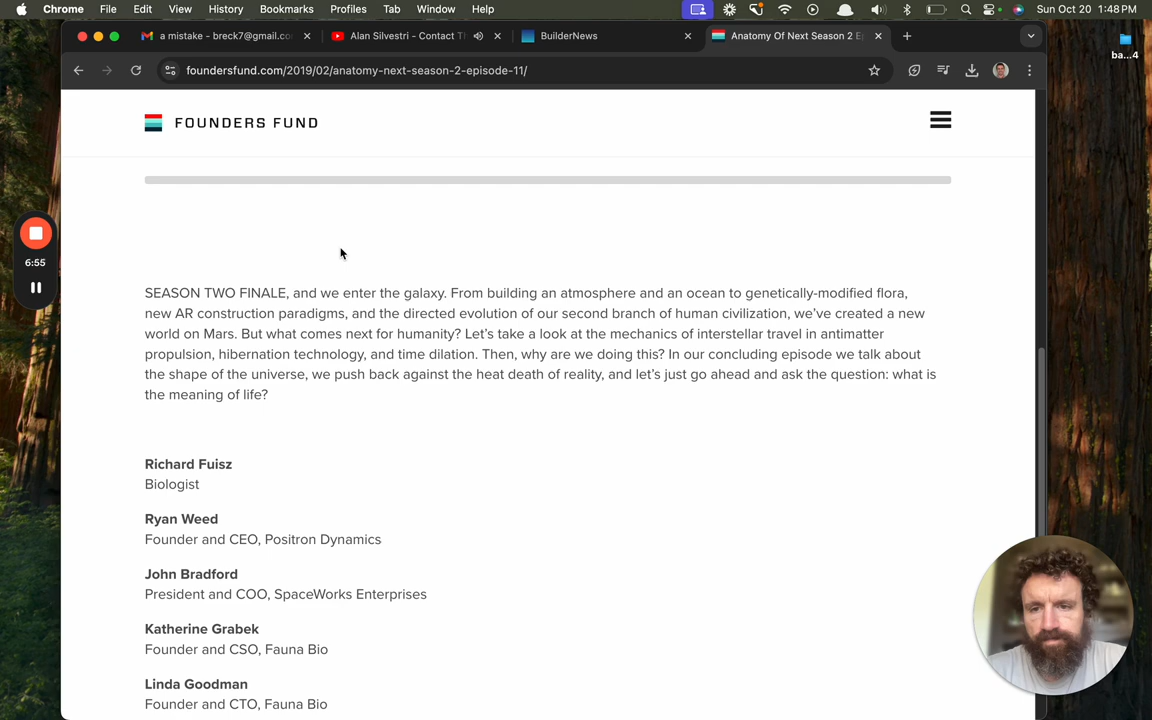 Chrome File Edit View History Bookmarks Profiles Tab Window Help Sun Oct 20 1:48 PM
a mistake - breck7@gmail.co
Alan Silvestri - Contact T
BuilderNews
Anatomy Of Next Season 2 E
ba...4
foundersfund.com/2019/02/anatomy-next-season-2-episode-11/
FOUNDERS FUND
6:55
SEASON TWO FINALE, and we enter the galaxy. From building an atmosphere and an ocean to genetically-modified flora,
new AR construction paradigms, and the directed evolution of our second branch of human civilization, we’ve created a new
world on Mars. But what comes next for humanity? Let’s take a look at the mechanics of interstellar travel in antimatter
propulsion, hibernation technology, and time dilation. Then, why are we doing this? In our concluding episode we talk about
the shape of the universe, we push back against the heat death of reality, and let’s just go ahead and ask the question: what is
the meaning of life?
Richard Fuisz
Biologist
Ryan Weed
Founder and CEO, Positron Dynamics
John Bradford
President and COO, SpaceWorks Enterprises
Katherine Grabek
Founder and CSO, Fauna Bio
Linda Goodman
Founder and CTO, Fauna Bio